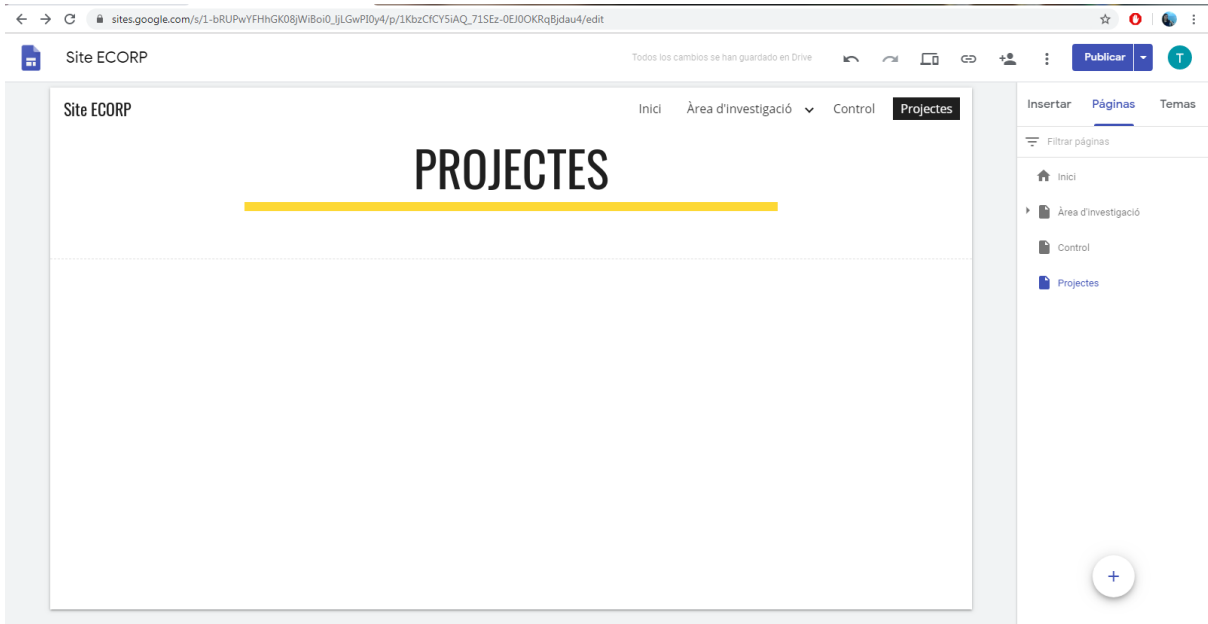 sites.google.com/s/1-bRUPwYFHhGK08jWiBoi0_ljLGwPI0y4/p/1KbzCfCY5iAQ_71SEz-0EJ0OKRqBjdau4/edit
Site ECORP
Todos los cambios se han guardado en Drive
Publicar
T
Site ECORP
Inici
Àrea d'investigació
Control
Projectes
PROJECTES
Insertar
Páginas
Temas
Filtrar páginas
Inici
Àrea d'investigació
Control
Projectes